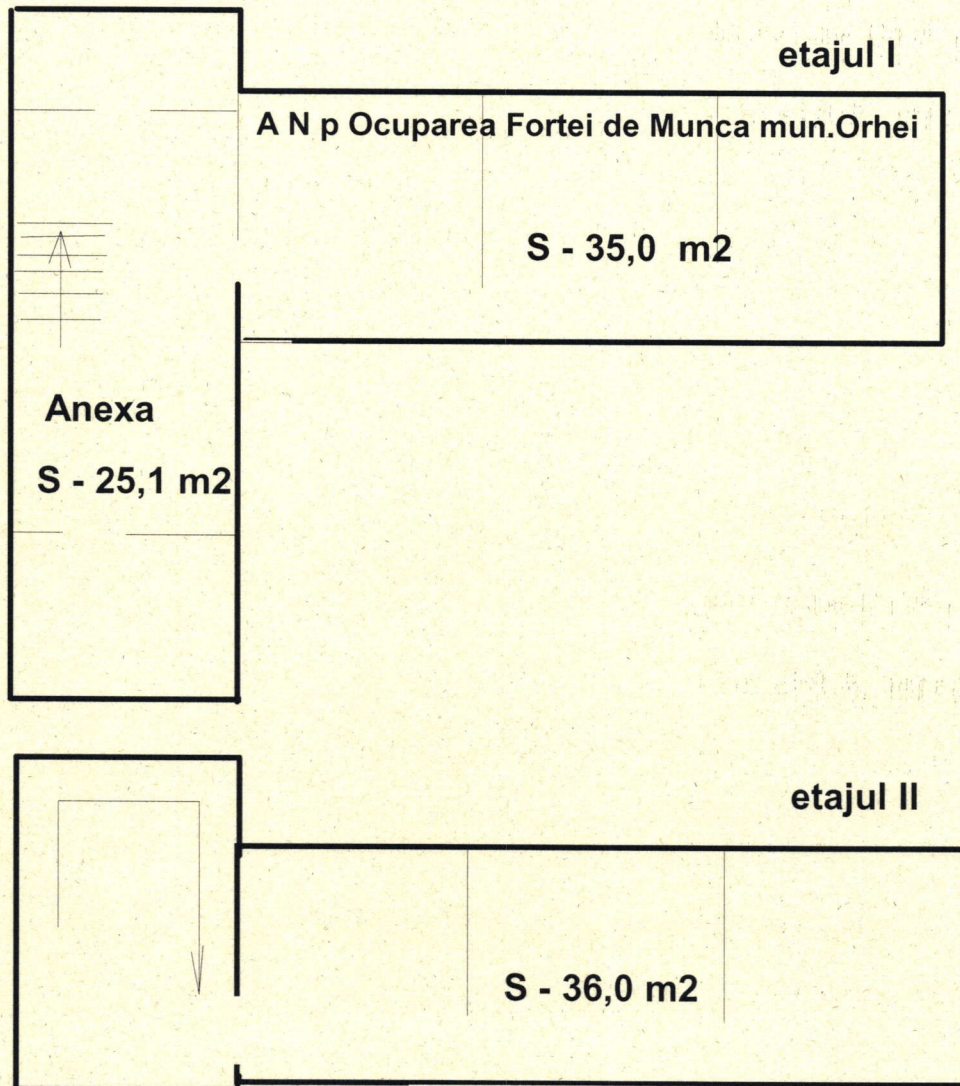 etajul I
A N p Ocuparea Fortei de Munca mun.Orhei
S - 35,0 m2
Anexa
S - 25,1 m2
etajul II
S - 36,0 m2